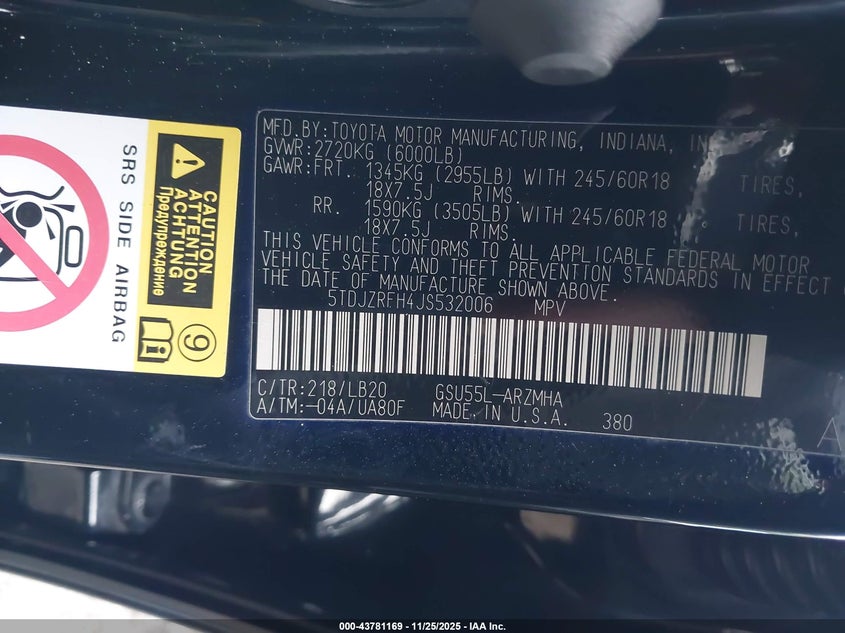 MFD.BY:TOYOTA MOTOR MANUFACTURING, INDIANA, IN
GVWR:2720KG (6000LB)
GAWR:FRT. 1345KG (2955LB) WITH 245/60R18 TIRES,
18X7.5J RIMS.
RR. 1590KG (3505LB) WITH 245/60R18 TIRES,
18X7.5J RIMS.
THIS VEHICLE CONFORMS TO ALL APPLICABLE FEDERAL MOTOR
VEHICLE SAFETY AND THEFT PREVENTION STANDARDS IN EFFECT
THE DATE OF MANUFACTURE SHOWN ABOVE.
5TDJZRFH4JS532006 MPV
C/TR:218/LB20 GSU55L-ARZMHA
A/TM:-04A/UA80F MADE IN U.S.A. 380
A
SRS SIDE AIRBAG
CAUTION
ATTENTION
ACHTUNG
Предупреждение
9
000-43781169 - 11/25/2025 - IAA Inc.